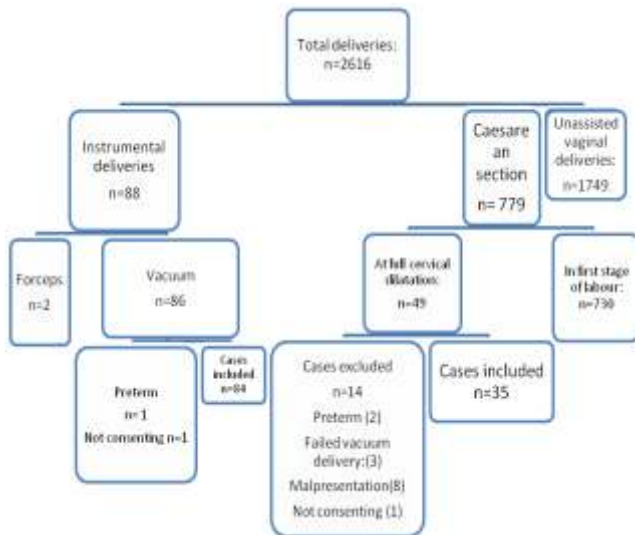 Total deliveries:
n=2616
Instrumental
deliveries
n=88
Caesare
an
section
n= 779
Unassisted
vaginal
deliveries:
n=1749
Forceps
n=2
Vacuum
n=86
At full cervical
dilatation:
n=49
In first stage
of labour:
n=730
Preterm
n= 1
Not consenting n=1
Cases
included
n=84
Cases excluded
n=14
Preterm (2)
Failed vacuum
delivery:(3)
Malpresentation(8)
Not consenting (1)
Cases included
n=35